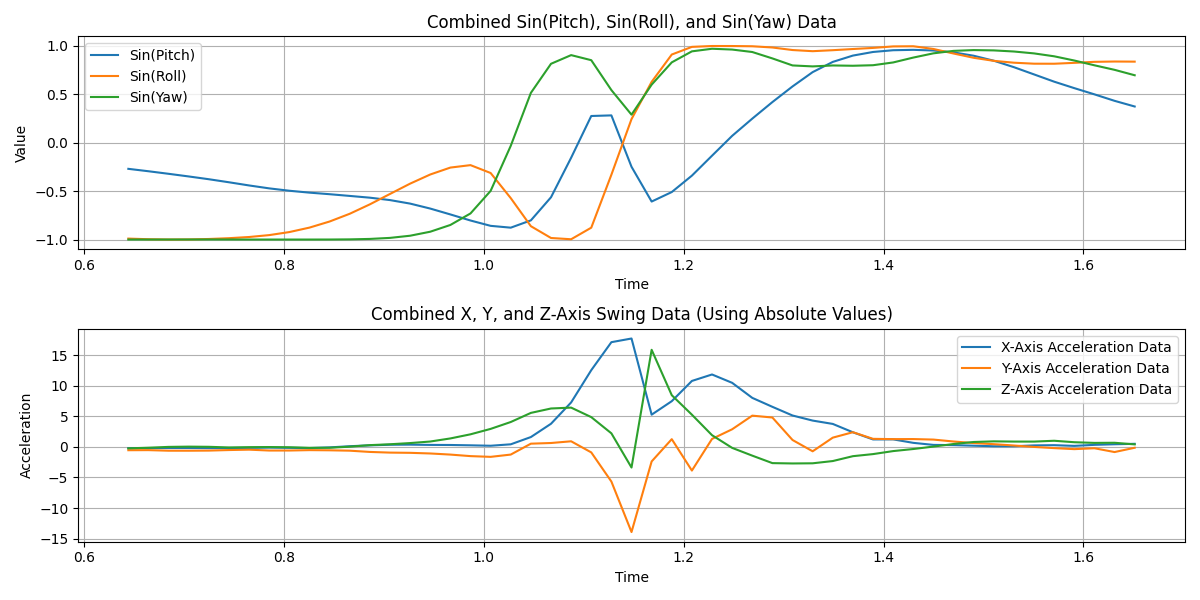 Combined Sin(Pitch), Sin(Roll), and Sin(Yaw) Data
Value
1.0
0.5
0.0
−0.5
−1.0
Sin(Pitch)
Sin(Roll)
Sin(Yaw)
0.6 0.8 1.0 1.2 1.4 1.6
Time
Combined X, Y, and Z-Axis Swing Data (Using Absolute Values)
Acceleration
15
10
5
0
−5
−10
−15
X-Axis Acceleration Data
Y-Axis Acceleration Data
Z-Axis Acceleration Data
0.6 0.8 1.0 1.2 1.4 1.6
Time